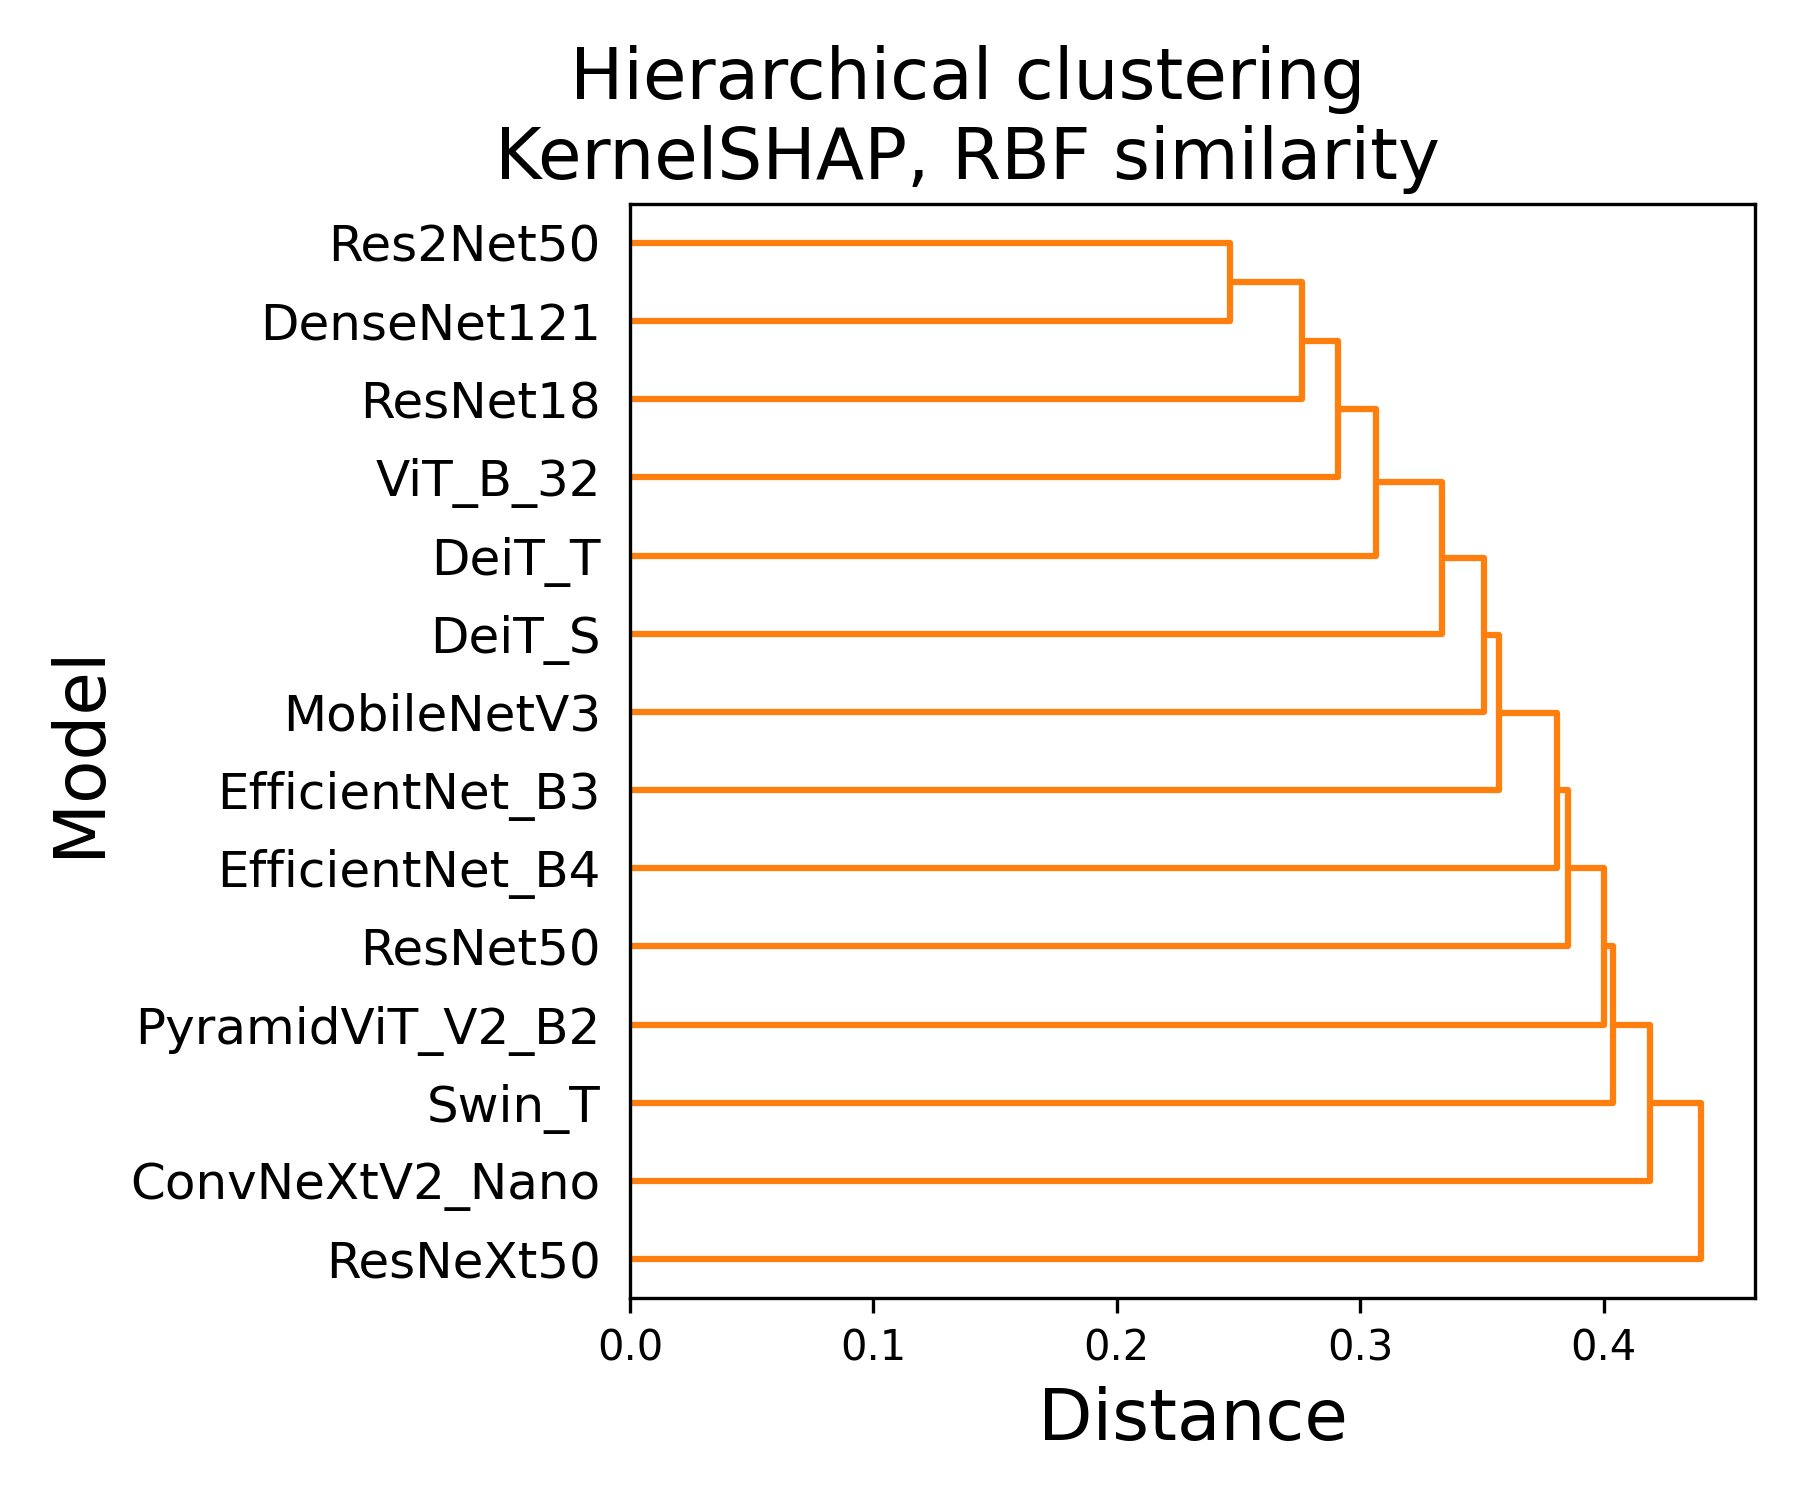 Hierarchical clustering
KernelSHAP, RBF similarity
Model
Res2Net50
DenseNet121
ResNet18
ViT_B_32
DeiT_T
DeiT_S
MobileNetV3
EfficientNet_B3
EfficientNet_B4
ResNet50
PyramidViT_V2_B2
Swin_T
ConvNeXtV2_Nano
ResNeXt50
0.0 0.1 0.2 0.3 0.4
Distance